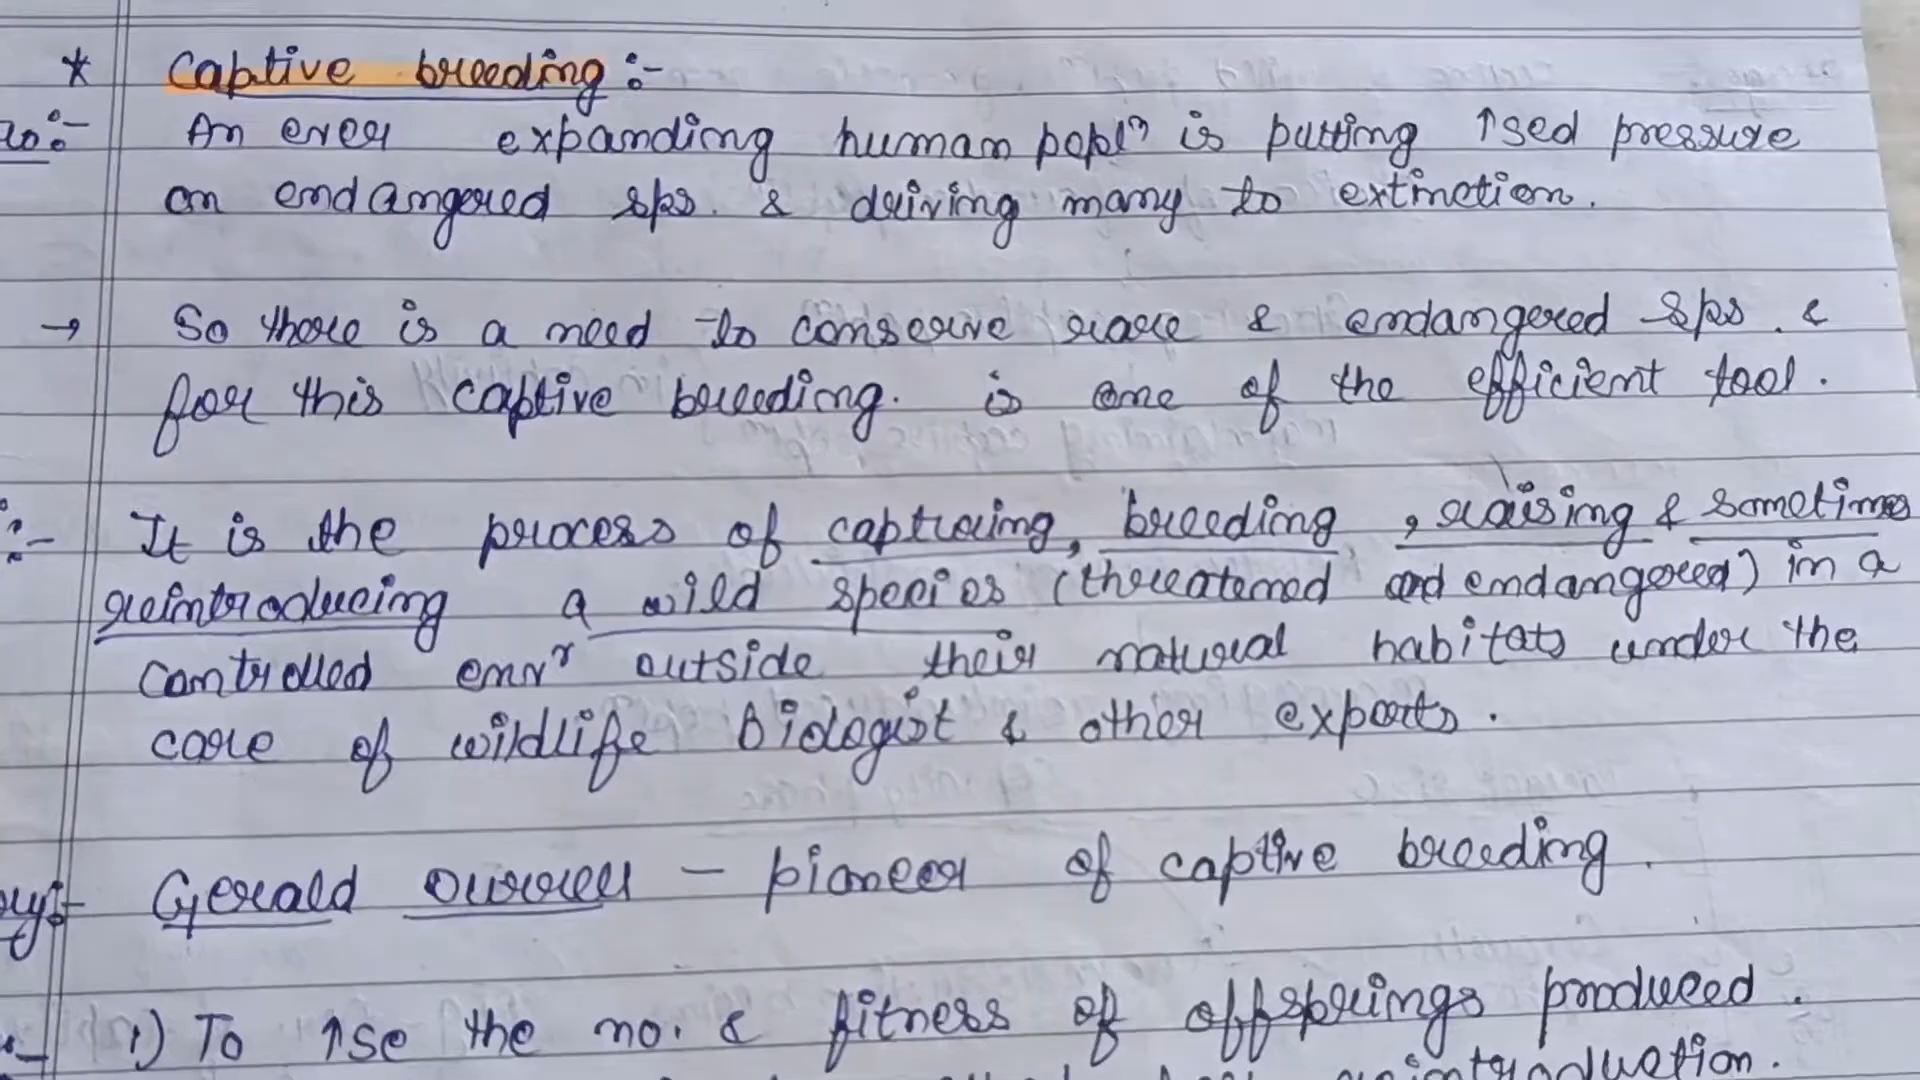 * Captive breeding :-
An ever expanding human popln is putting ↑sed pressure
on endangered sps. & driving many to extinction.
→ So there is a need to conserve rare & endangered sps. &
for this captive breeding. is one of the efficient tool.
:- It is the process of capturing, breeding, raising & sometimes
reintroducing a wild species (threatened and endangered) in a
controlled envr outside their natural habitats under the
care of wildlife biologist & other experts.
Gerald Durrell - pioneer of captive breeding.
1) To ↑se the no. & fitness of offsprings produced.